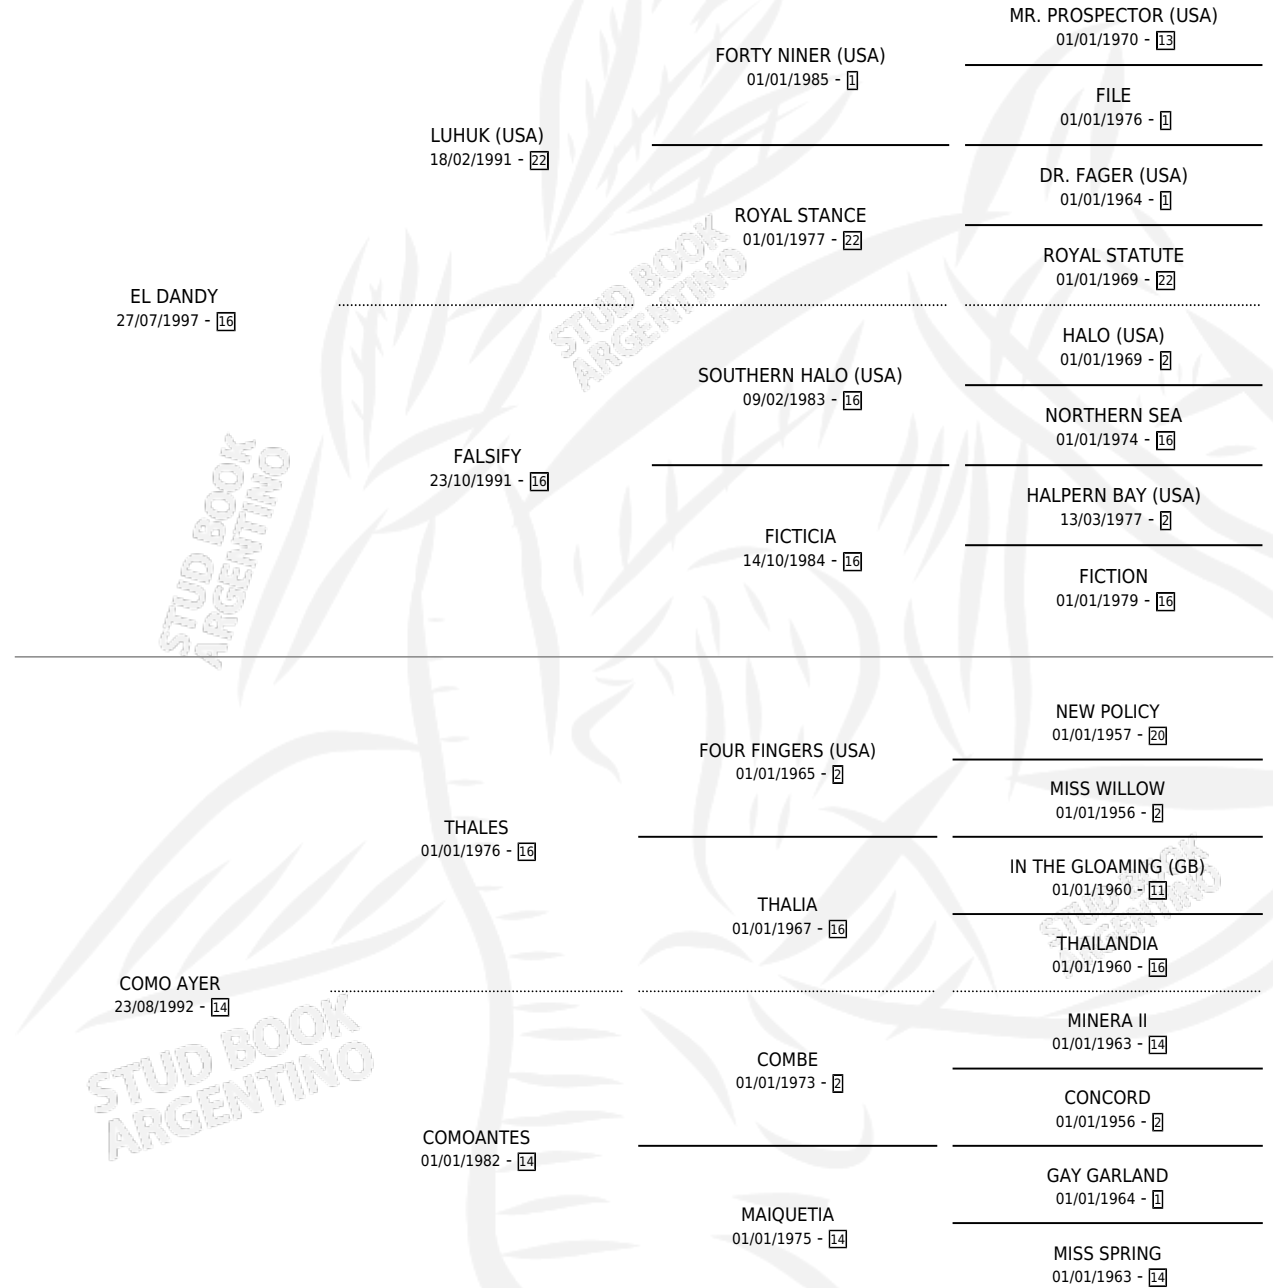 MR. PROSPECTOR (USA)
01/01/1970 - 13
FORTY NINER (USA)
01/01/1985 - 1
FILE
01/01/1976 - 1
LUHUK (USA)
18/02/1991 - 22
DR. FAGER (USA)
01/01/1964 - 1
ROYAL STANCE
01/01/1977 - 22
ROYAL STATUTE
01/01/1969 - 22
EL DANDY
27/07/1997 - 16
STUD BOOK
ARGENTINO
HALO (USA)
01/01/1969 - 2
SOUTHERN HALO (USA)
09/02/1983 - 16
NORTHERN SEA
01/01/1974 - 16
FALSIFY
23/10/1991 - 16
HALPERN BAY (USA)
13/03/1977 - 2
FICTICIA
14/10/1984 - 16
FICTION
01/01/1979 - 16
STUD BOOK
ARGENTINO
NEW POLICY
01/01/1957 - 20
FOUR FINGERS (USA)
01/01/1965 - 2
MISS WILLOW
01/01/1956 - 2
THALES
01/01/1976 - 16
IN THE GLOAMING (GB)
01/01/1960 - 11
THALIA
01/01/1967 - 16
THAILANDIA
01/01/1960 - 16
STUD BOOK
ARGENTINO
COMO AYER
23/08/1992 - 14
MINERA II
01/01/1963 - 14
COMBE
01/01/1973 - 2
CONCORD
01/01/1956 - 2
STUD BOOK
ARGENTINO
COMOANTES
01/01/1982 - 14
GAY GARLAND
01/01/1964 - 1
MAIQUETIA
01/01/1975 - 14
MISS SPRING
01/01/1963 - 14